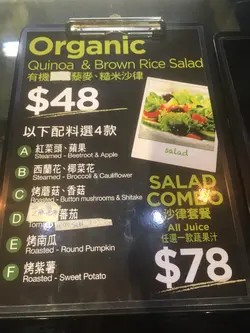 Organic
Quinoa & Brown Rice Salad
有機藜麥、糙米沙律
$48
salad
以下配料選4款
A 紅菜頭、蘋果
Steamed - Beetroot & Apple
B 西蘭花、椰菜花
Steamed - Broccoli & Cauliflower
C 烤蘑菇、香菇
Roasted - Button mushrooms & Shitake
D 蕃茄
E 烤南瓜
Roasted - Round Pumpkin
F 烤紫薯
Roasted - Sweet Potato
SALAD
COMBO
沙律套餐
All Juice
任選一款蔬果汁
$78